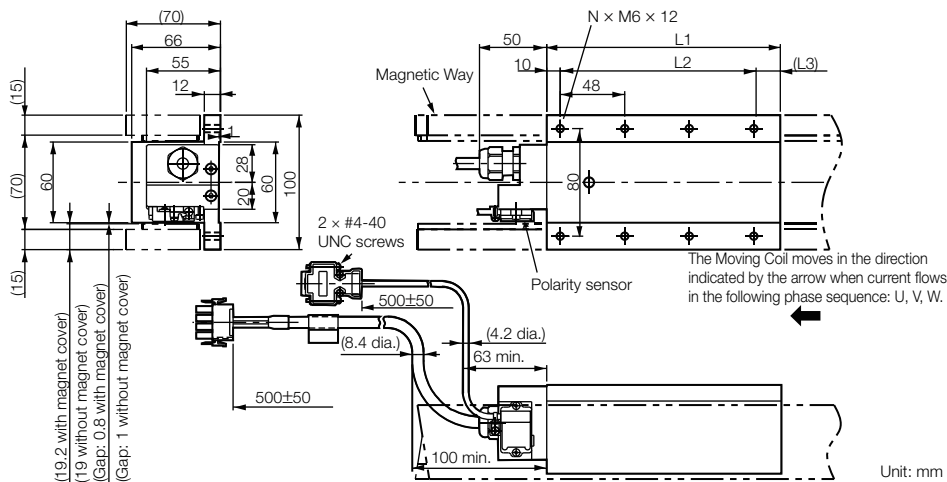 (70)
66
55
12
(15)
(70)
60
(15)
1
28
20
60
100
(19.2 with magnet cover)
(19 without magnet cover)
(Gap: 0.8 with magnet cover)
(Gap: 1 without magnet cover)
N × M6 × 12
50
L1
10
L2
(L3)
48
Magnetic Way
80
Polarity sensor
The Moving Coil moves in the direction
indicated by the arrow when current flows
in the following phase sequence: U, V, W.
2 × #4-40
UNC screws
500±50
(4.2 dia.)
(8.4 dia.)
63 min.
500±50
100 min.
Unit: mm